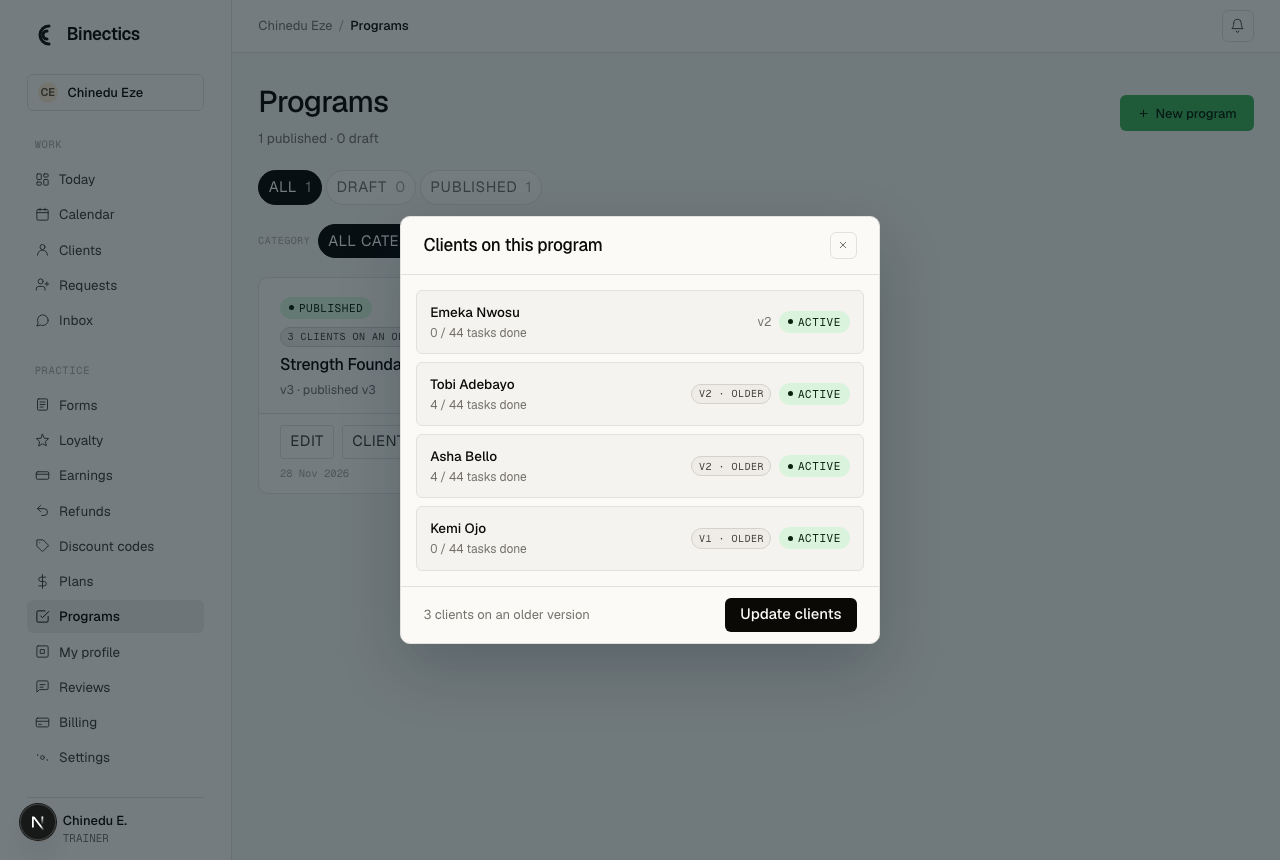 Binectics
CE Chinedu Eze
WORK
Today
Calendar
Clients
Requests
Inbox
PRACTICE
Forms
Loyalty
Earnings
Refunds
Discount codes
Plans
Programs
My profile
Reviews
Billing
Settings
N Chinedu E.
TRAINER
Chinedu Eze / Programs
Programs
1 published · 0 draft
+ New program
ALL 1 DRAFT 0 PUBLISHED 1
CATEGORY ALL CATE
PUBLISHED
3 CLIENTS ON AN
Strength Founda
v3 · published v3
EDIT CLIENT
28 Nov 2026
Clients on this program
Emeka Nwosu
0 / 44 tasks done
v2 ACTIVE
Tobi Adebayo
4 / 44 tasks done
V2 · OLDER ACTIVE
Asha Bello
4 / 44 tasks done
V2 · OLDER ACTIVE
Kemi Ojo
0 / 44 tasks done
V1 · OLDER ACTIVE
3 clients on an older version
Update clients